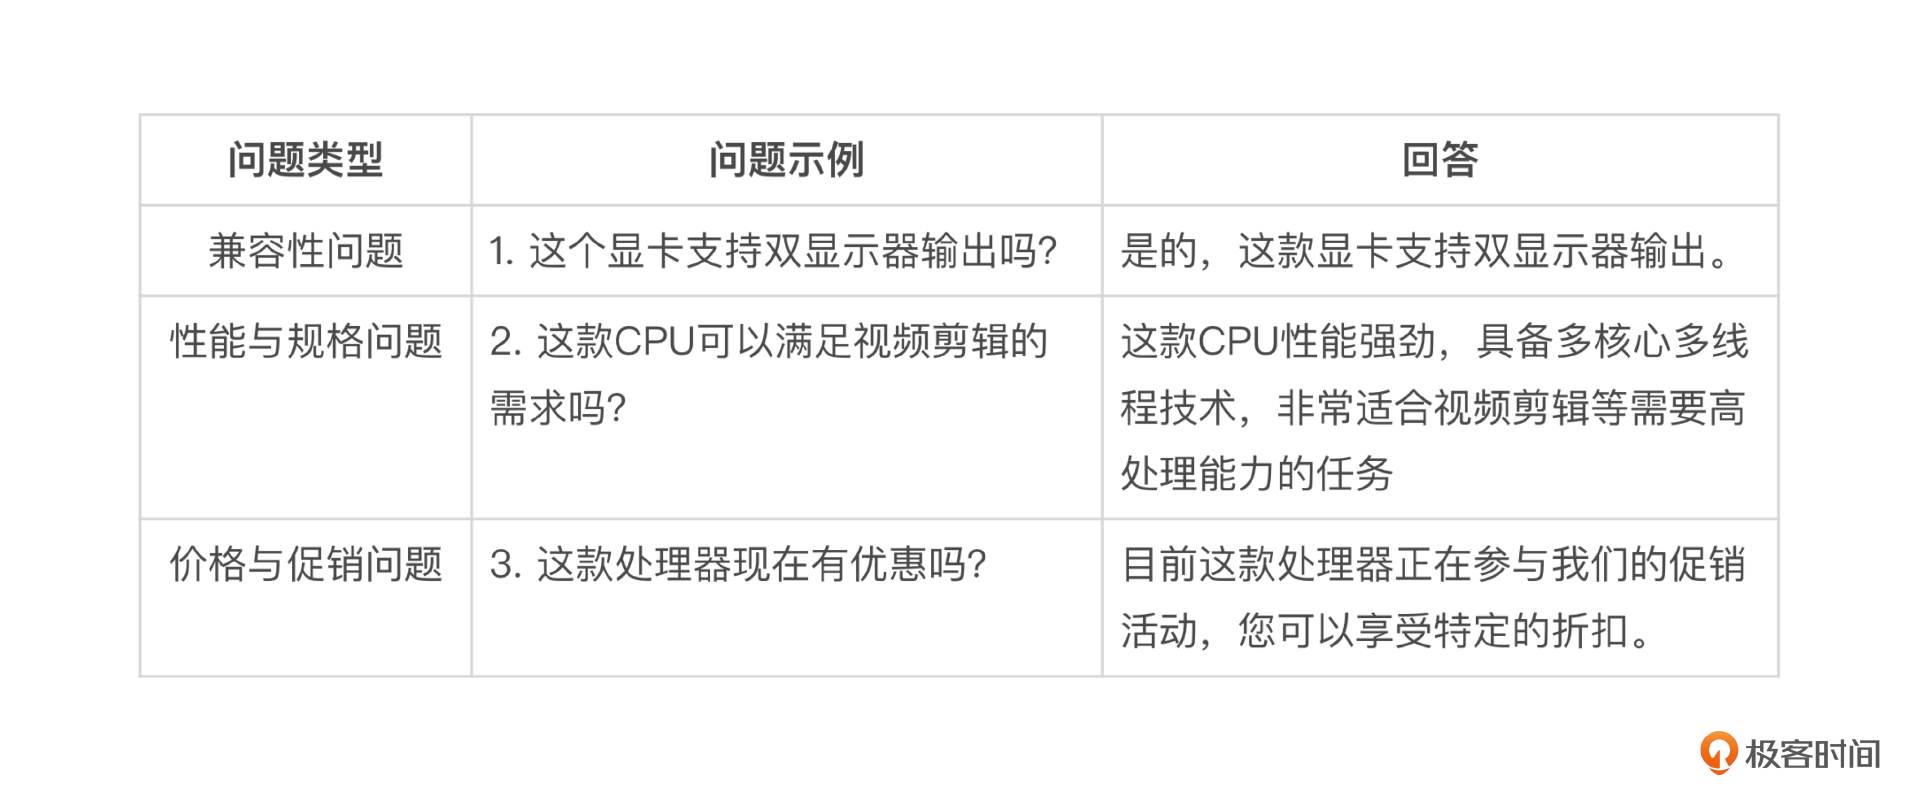 问题类型 问题示例 回答
兼容性问题 1. 这个显卡支持双显示器输出吗? 是的，这款显卡支持双显示器输出。
性能与规格问题 2. 这款CPU可以满足视频剪辑的 这款CPU性能强劲，具备多核心多线
需求吗? 程技术，非常适合视频剪辑等需要高
处理能力的任务
价格与促销问题 3. 这款处理器现在有优惠吗? 目前这款处理器正在参与我们的促销
活动，您可以享受特定的折扣。
极客时间